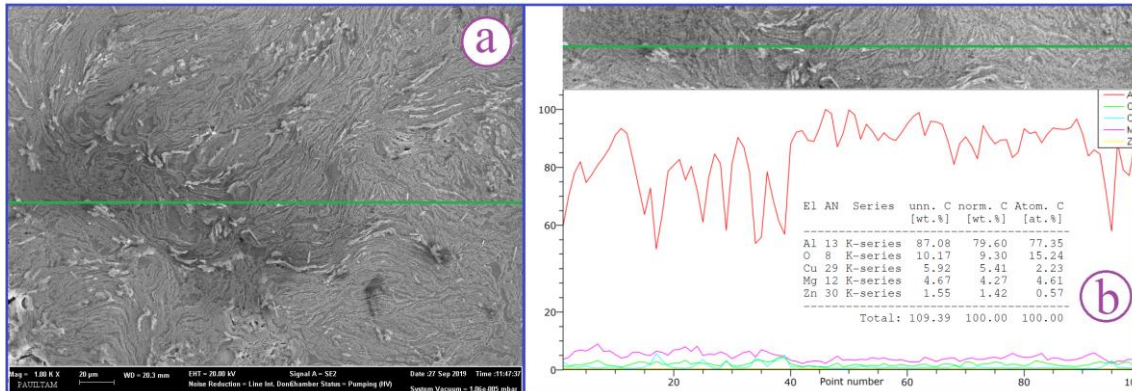 a
Mag = 1.00 K X
20 µm
WD = 20.3 mm
EHT = 20.00 kV
Signal A = SE2
Date :27 Sep 2019
Time :11:47:37
PAULTAM
Noise Reduction = Line Int. Done
Chamber Status = Pumping (HV)
System Vacuum = 1.06e-005 mbar
100
80
60
40
20
0
A
C
O
M
Z
El AN Series unn. C norm. C Atom. C
[wt.%] [wt.%] [at.%]
Al 13 K-series 87.08 79.60 77.35
O 8 K-series 10.17 9.30 15.24
Cu 29 K-series 5.92 5.41 2.23
Mg 12 K-series 4.67 4.27 4.61
Zn 30 K-series 1.55 1.42 0.57
Total: 109.39 100.00 100.00
b
20 40 60 80
Point number